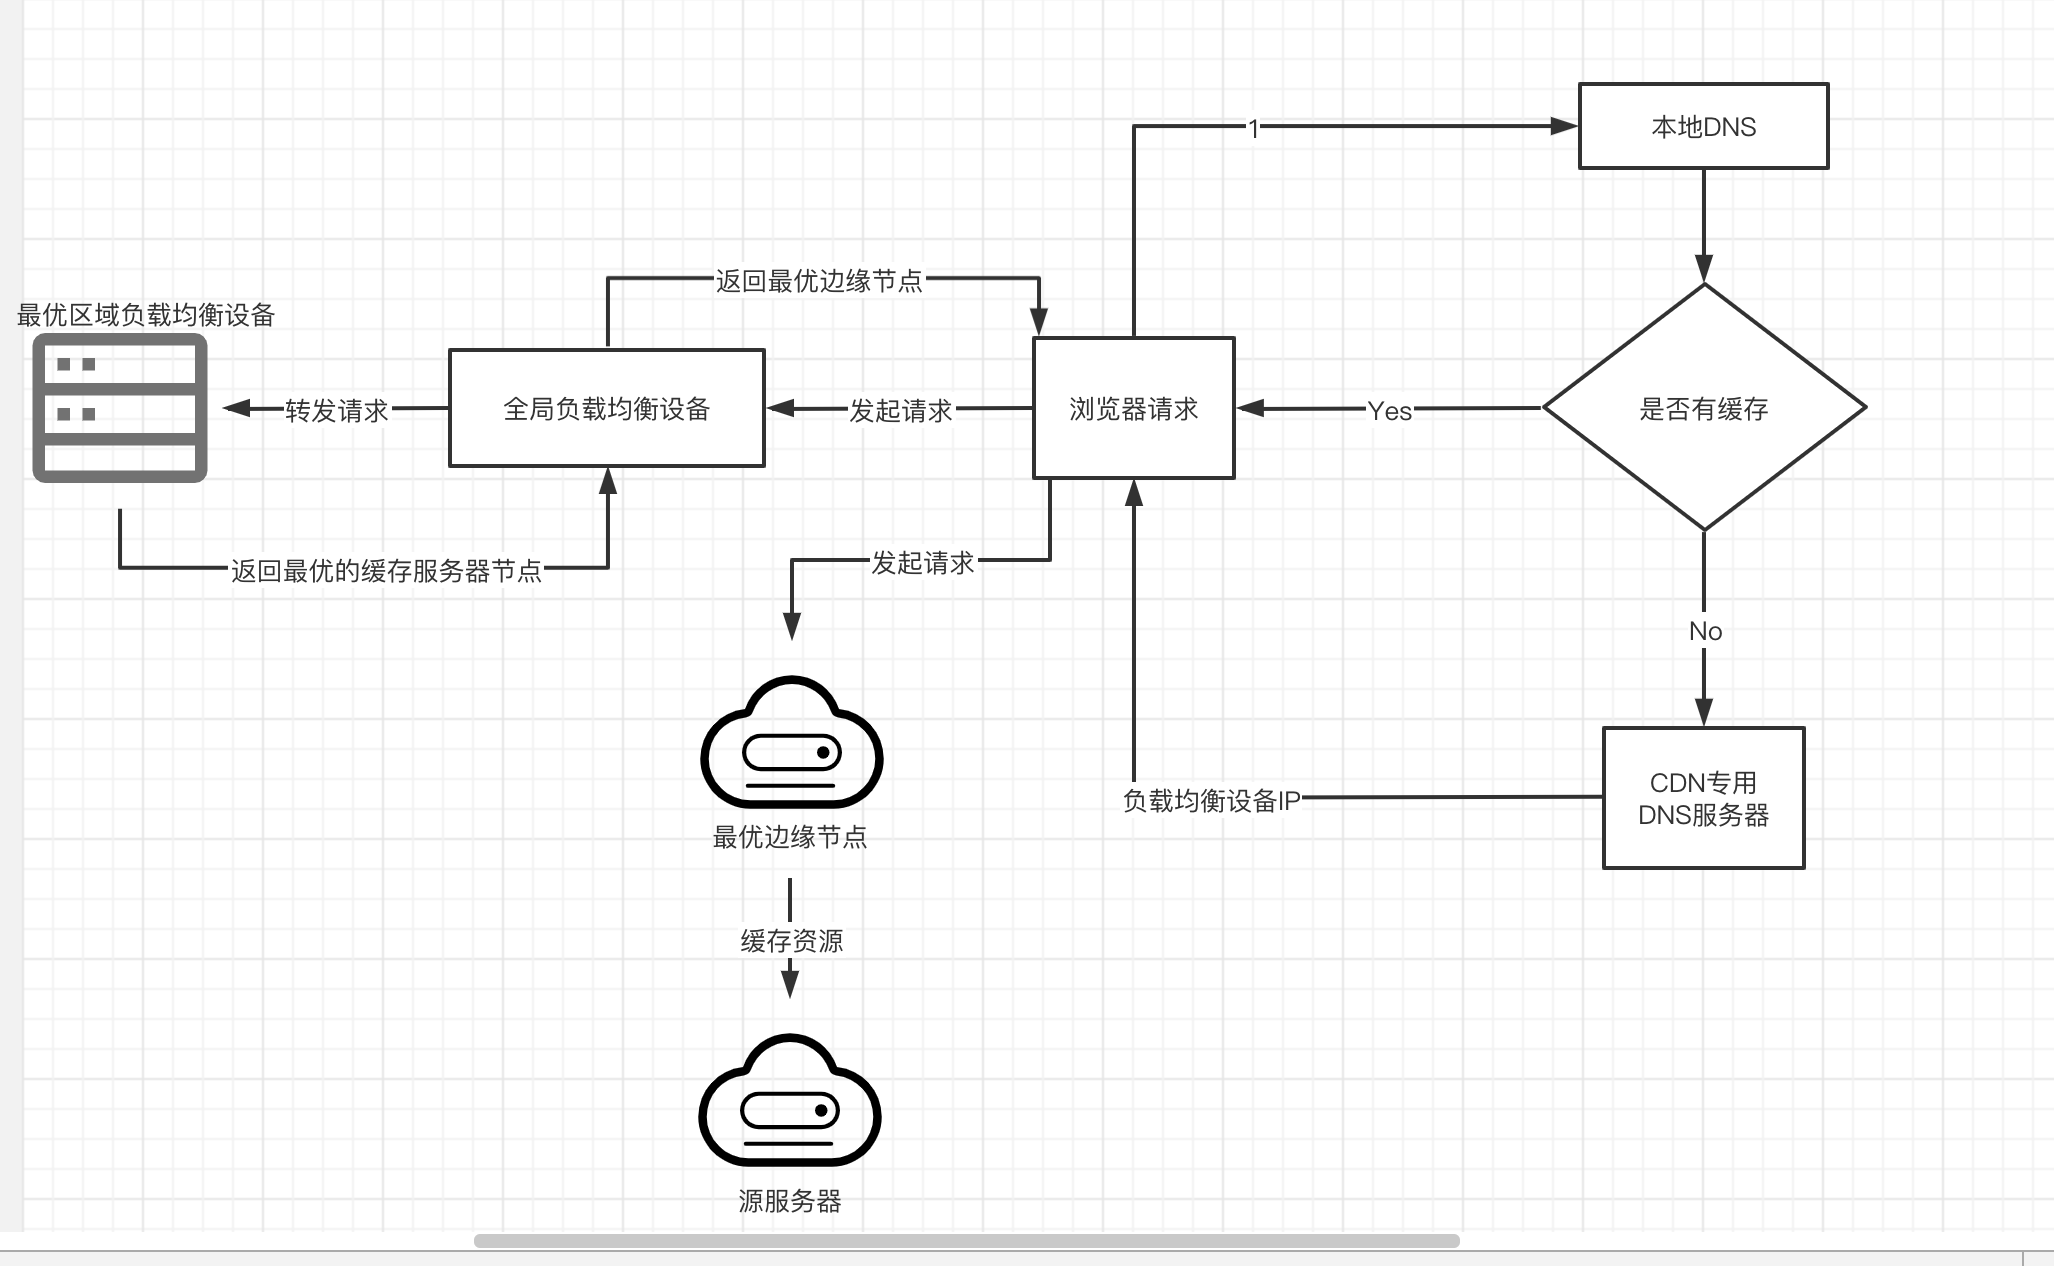 1
本地DNS
返回最优边缘节点
最优区域负载均衡设备
转发请求
全局负载均衡设备
发起请求
浏览器请求
Yes
是否有缓存
返回最优的缓存服务器节点
发起请求
No
CDN专用
DNS服务器
负载均衡设备IP
最优边缘节点
缓存资源
源服务器